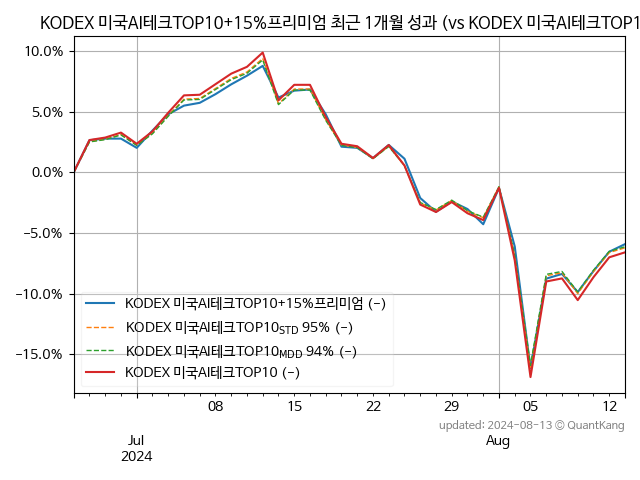 KODEX 미국AI테크TOP10+15%프리미엄 최근 1개월 성과 (vs KODEX 미국AI테크TOP1
10.0%
5.0%
0.0%
−5.0%
−10.0%
−15.0%
KODEX 미국AI테크TOP10+15%프리미엄 (−)
KODEX 미국AI테크TOP10STD 95% (−)
KODEX 미국AI테크TOP10MDD 94% (−)
KODEX 미국AI테크TOP10 (−)
08 15 22 29 05 12
updated: 2024-08-13 © QuantKang
Jul Aug
2024